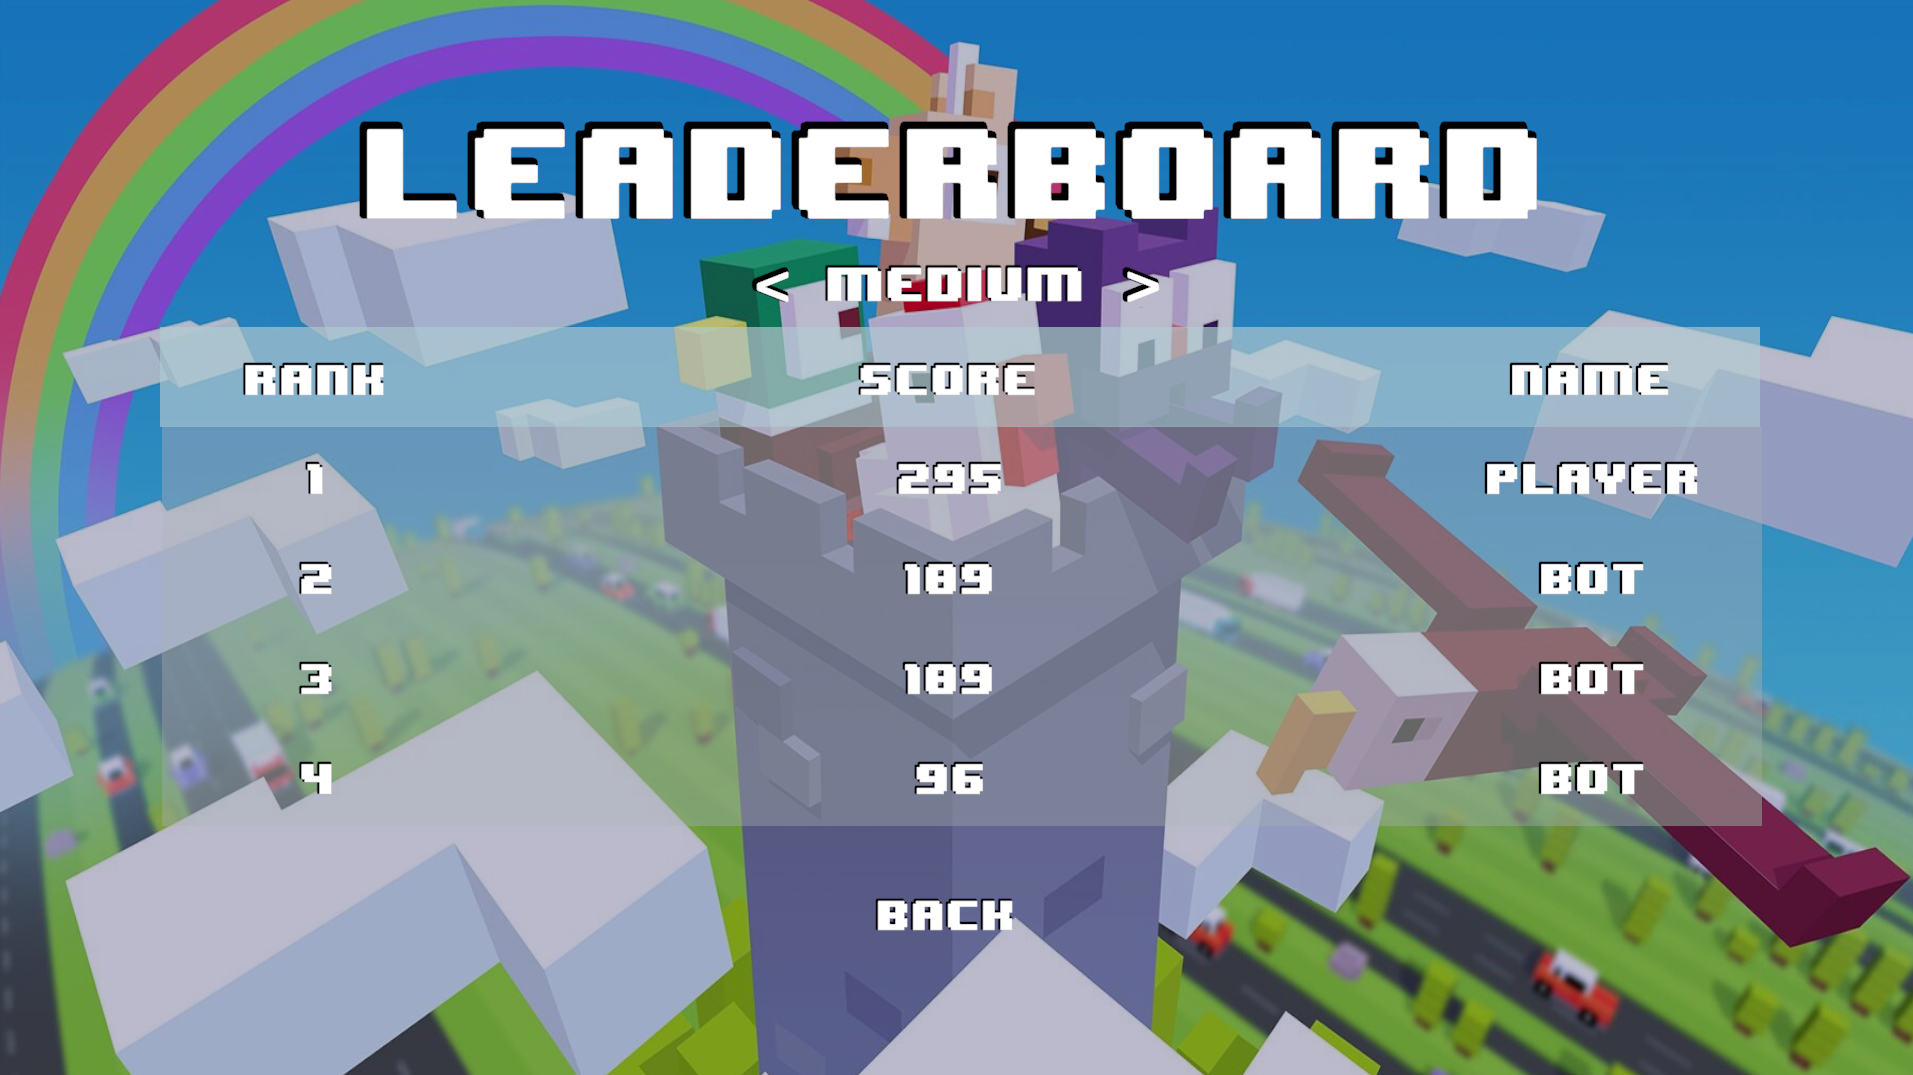 LEADERBOARD
< MEDIUM >
RANK SCORE NAME
1 295 PLAYER
2 189 BOT
3 189 BOT
4 96 BOT
BACK